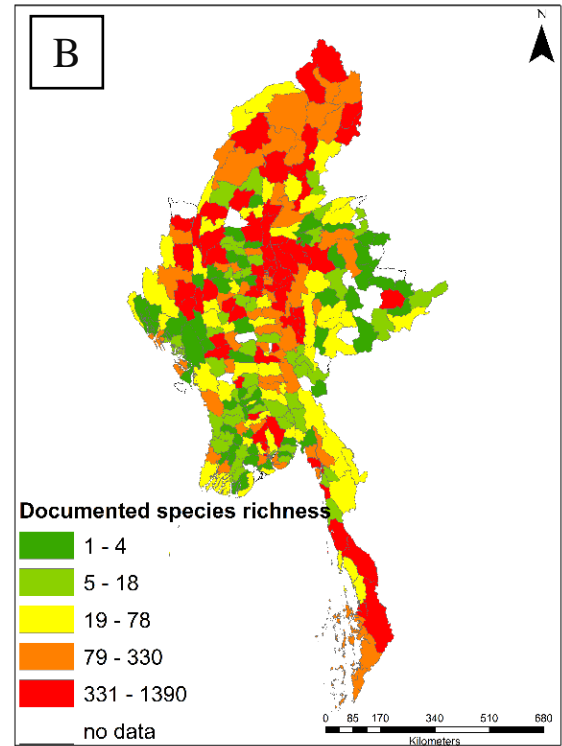 B
N
Documented species richness
1 - 4
5 - 18
19 - 78
79 - 330
331 - 1390
no data
0 85 170 340 510 680
Kilometers